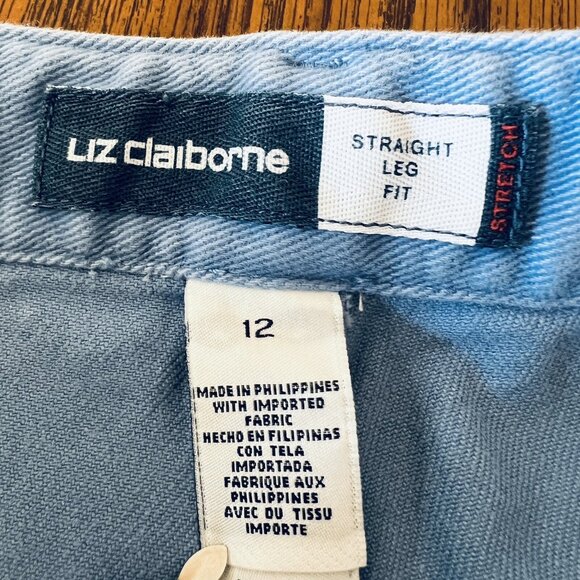 Liz claiborne
STRAIGHT
LEG
FIT
STRETCH
12
MADE IN PHILIPPINES
WITH IMPORTED
FABRIC
HECHO EN FILIPINAS
CON TELA
IMPORTADA
FABRIQUE AUX
PHILIPPINES
AVEC DU TISSU
IMPORTE